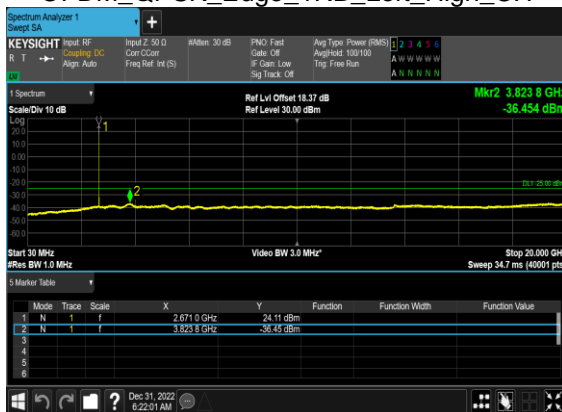 Spectrum Analyzer 1
Swept SA
+
KEYSIGHT Input: RF Input Z: 50 Ω #Atten: 30 dB PNO: Fast Avg Type: Power (RMS) 1 2 3 4 5 6
R T Coupling: DC Corr CCorr Gate: Off Avg|Hold: 100/100 A W W W W W
Align: Auto Freq Ref: Int (S) IF Gain: Low Trig: Free Run
LU Sig Track: Off A N N N N N
1 Spectrum Ref Lvl Offset 18.37 dB Mkr2 3.823 8 GHz
Scale/Div 10 dB Ref Level 30.00 dBm -36.454 dBm
Log
20.0
10.0
0.00
-10.0
-20.0
-30.0
-40.0
-50.0
-60.0
1
2
Start 30 MHz Video BW 3.0 MHz* Stop 20.000 GH
#Res BW 1.0 MHz Sweep 34.7 ms (40001 pts
5 Marker Table
Mode Trace Scale X Y Function Function Width Function Value
1 N 1 f 2.671 0 GHz 24.11 dBm
2 N 1 f 3.823 8 GHz -36.45 dBm
3
4
5
6
? Dec 31, 2022
6:22:01 AM